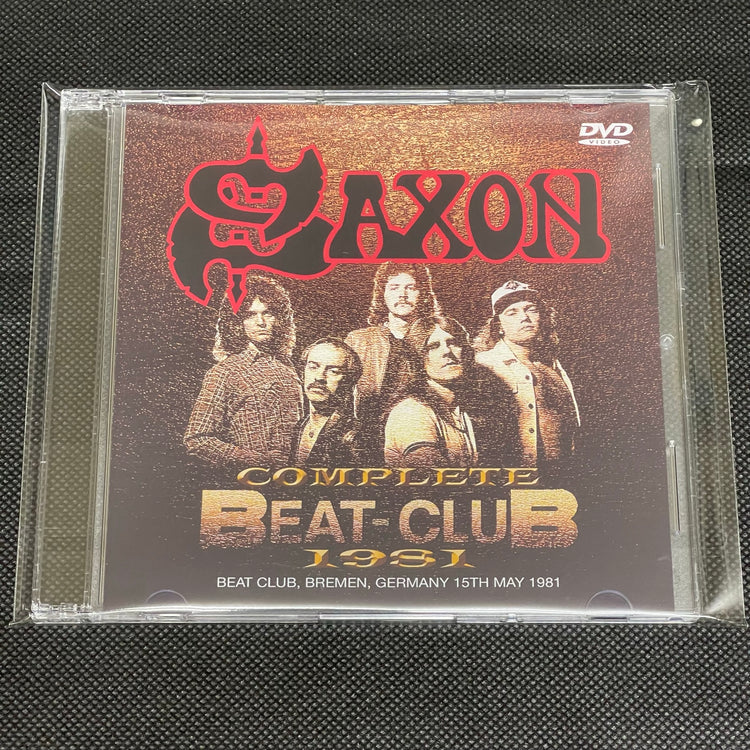 DVD
VIDEO
SAXON
COMPLETE
BEAT-CLUB
1981
BEAT CLUB, BREMEN, GERMANY 15TH MAY 1981